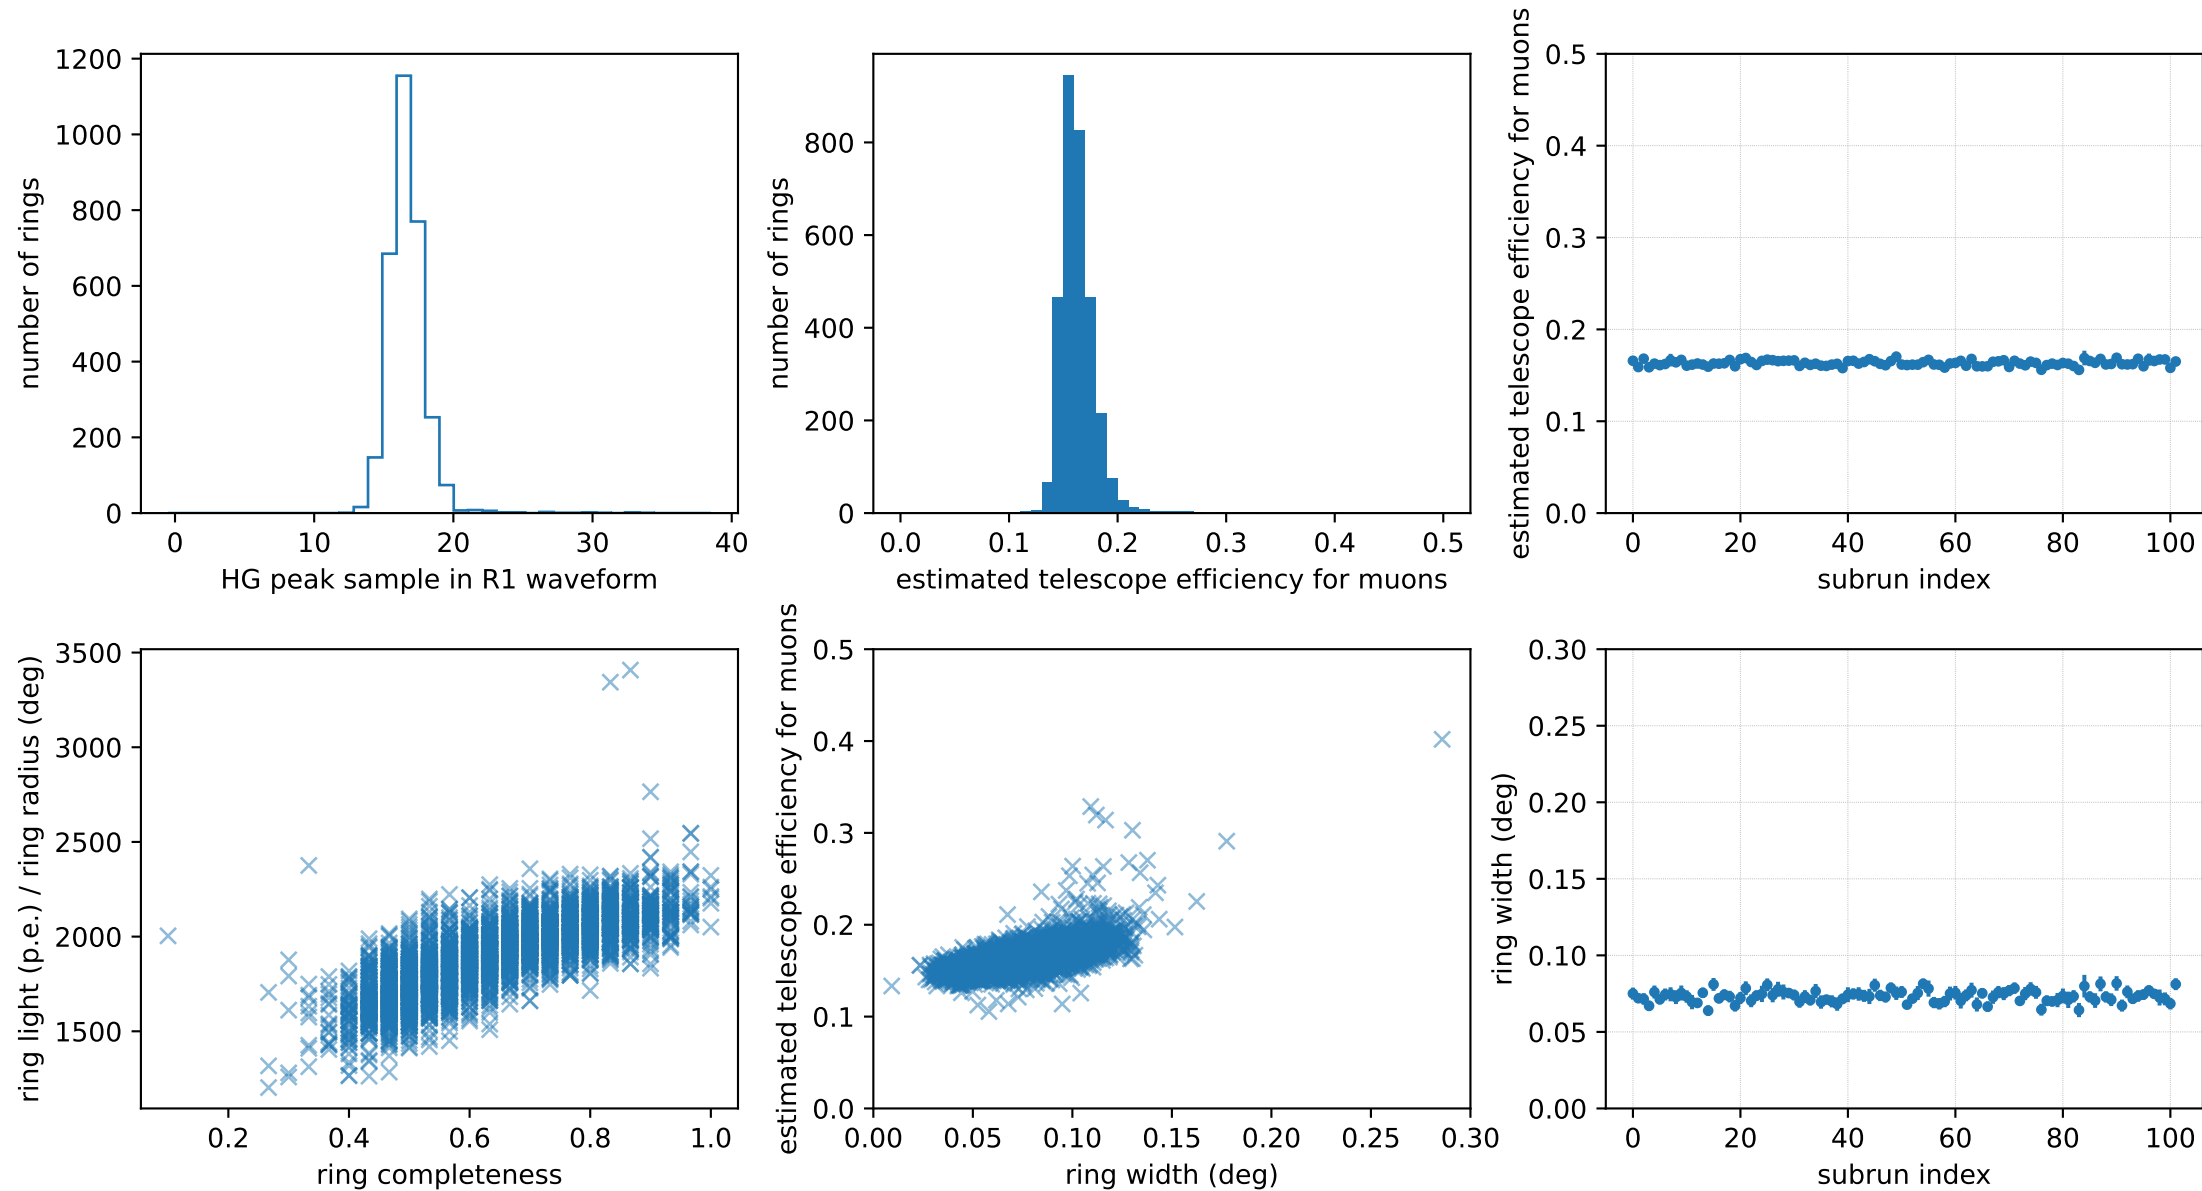 1200
1000
800
600
400
200
0
number of rings
0 10 20 30 40
HG peak sample in R1 waveform
800
600
400
200
0
number of rings
0.0 0.1 0.2 0.3 0.4 0.5
estimated telescope efficiency for muons
0.5
0.4
0.3
0.2
0.1
0.0
estimated telescope efficiency for muons
0 20 40 60 80 100
subrun index
3500
3000
2500
2000
1500
ring light (p.e.) / ring radius (deg)
0.2 0.4 0.6 0.8 1.0
ring completeness
0.5
0.4
0.3
0.2
0.1
0.0
estimated telescope efficiency for muons
0.00 0.05 0.10 0.15 0.20 0.25 0.30
ring width (deg)
0.30
0.25
0.20
0.15
0.10
0.05
0.00
ring width (deg)
0 20 40 60 80 100
subrun index